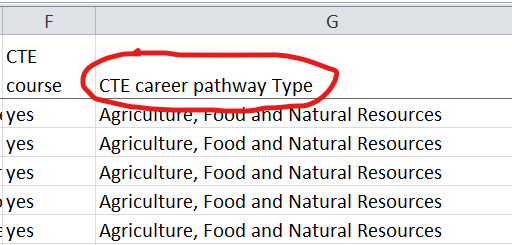 F G
CTE
course CTE career pathway Type
yes Agriculture, Food and Natural Resources
yes Agriculture, Food and Natural Resources
yes Agriculture, Food and Natural Resources
yes Agriculture, Food and Natural Resources
yes Agriculture, Food and Natural Resources